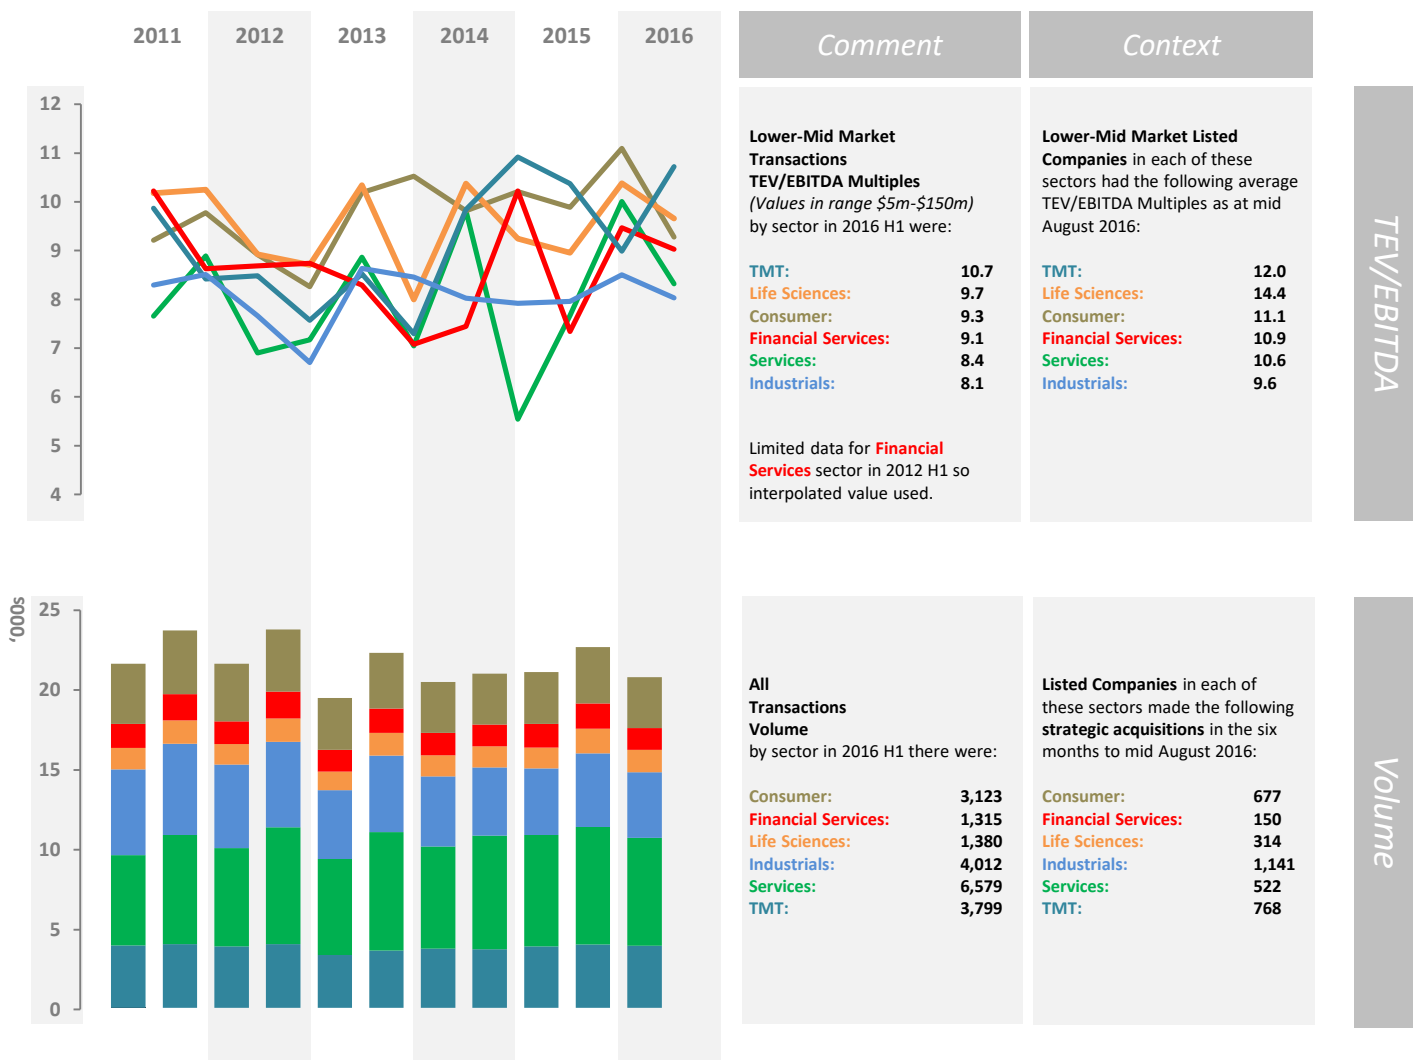 2011 2012 2013 2014 2015 2016
Comment
Context
12
11
10
9
8
7
6
5
4
Lower-Mid Market
Transactions
TEV/EBITDA Multiples
(Values in range $5m-$150m)
by sector in 2016 H1 were:
TMT: 10.7
Life Sciences: 9.7
Consumer: 9.3
Financial Services: 9.1
Services: 8.4
Industrials: 8.1
Limited data for Financial
Services sector in 2012 H1 so
interpolated value used.
Lower-Mid Market Listed
Companies in each of these
sectors had the following average
TEV/EBITDA Multiples as at mid
August 2016:
TMT: 12.0
Life Sciences: 14.4
Consumer: 11.1
Financial Services: 10.9
Services: 10.6
Industrials: 9.6
TEV/EBITDA
'000s
25
20
15
10
5
0
All
Transactions
Volume
by sector in 2016 H1 there were:
Consumer: 3,123
Financial Services: 1,315
Life Sciences: 1,380
Industrials: 4,012
Services: 6,579
TMT: 3,799
Listed Companies in each of
these sectors made the following
strategic acquisitions in the six
months to mid August 2016:
Consumer: 677
Financial Services: 150
Life Sciences: 314
Industrials: 1,141
Services: 522
TMT: 768
Volume